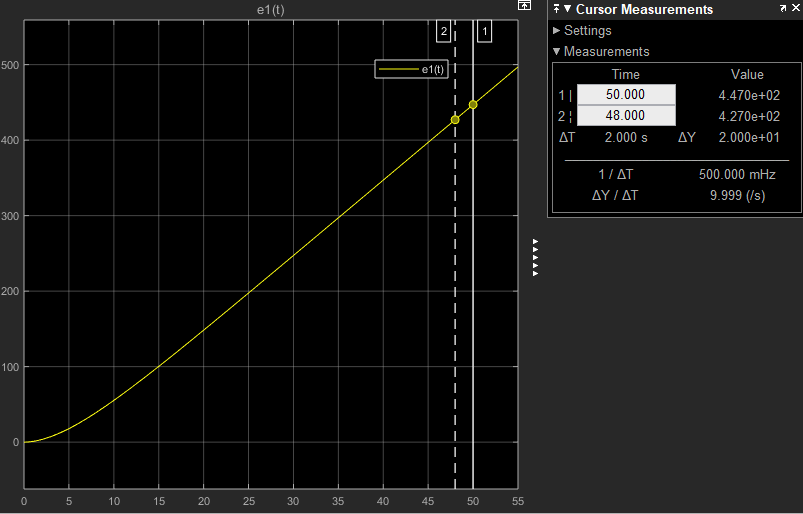 e1(t)
2
1
e1(t)
500
400
300
200
100
0
0 5 10 15 20 25 30 35 40 45 50 55
Cursor Measurements
Settings
Measurements
Time Value
1 | 50.000 4.470e+02
2 ¦ 48.000 4.270e+02
ΔT 2.000 s ΔY 2.000e+01
1 / ΔT 500.000 mHz
ΔY / ΔT 9.999 (/s)